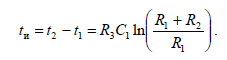 tи = t2 − t1 = R3C1 ln((R1 + R2) / R1).